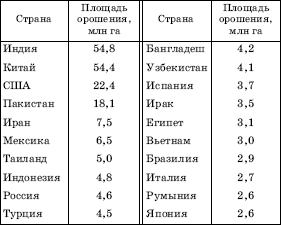 Страна Площадь орошения, млн га Страна Площадь орошения, млн га
Индия 54,8 Бангладеш 4,2
Китай 54,4 Узбекистан 4,1
США 22,4 Испания 3,7
Пакистан 18,1 Ирак 3,5
Иран 7,5 Египет 3,1
Мексика 6,5 Вьетнам 3,0
Таиланд 5,0 Бразилия 2,9
Индонезия 4,8 Италия 2,7
Россия 4,6 Румыния 2,6
Турция 4,5 Япония 2,6